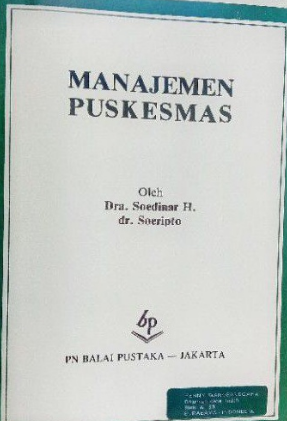 MANAJEMEN
PUSKESMAS
Oleh
Dra. Soedinar H.
dr. Soeripto
bp
PN BALAI PUSTAKA — JAKARTA